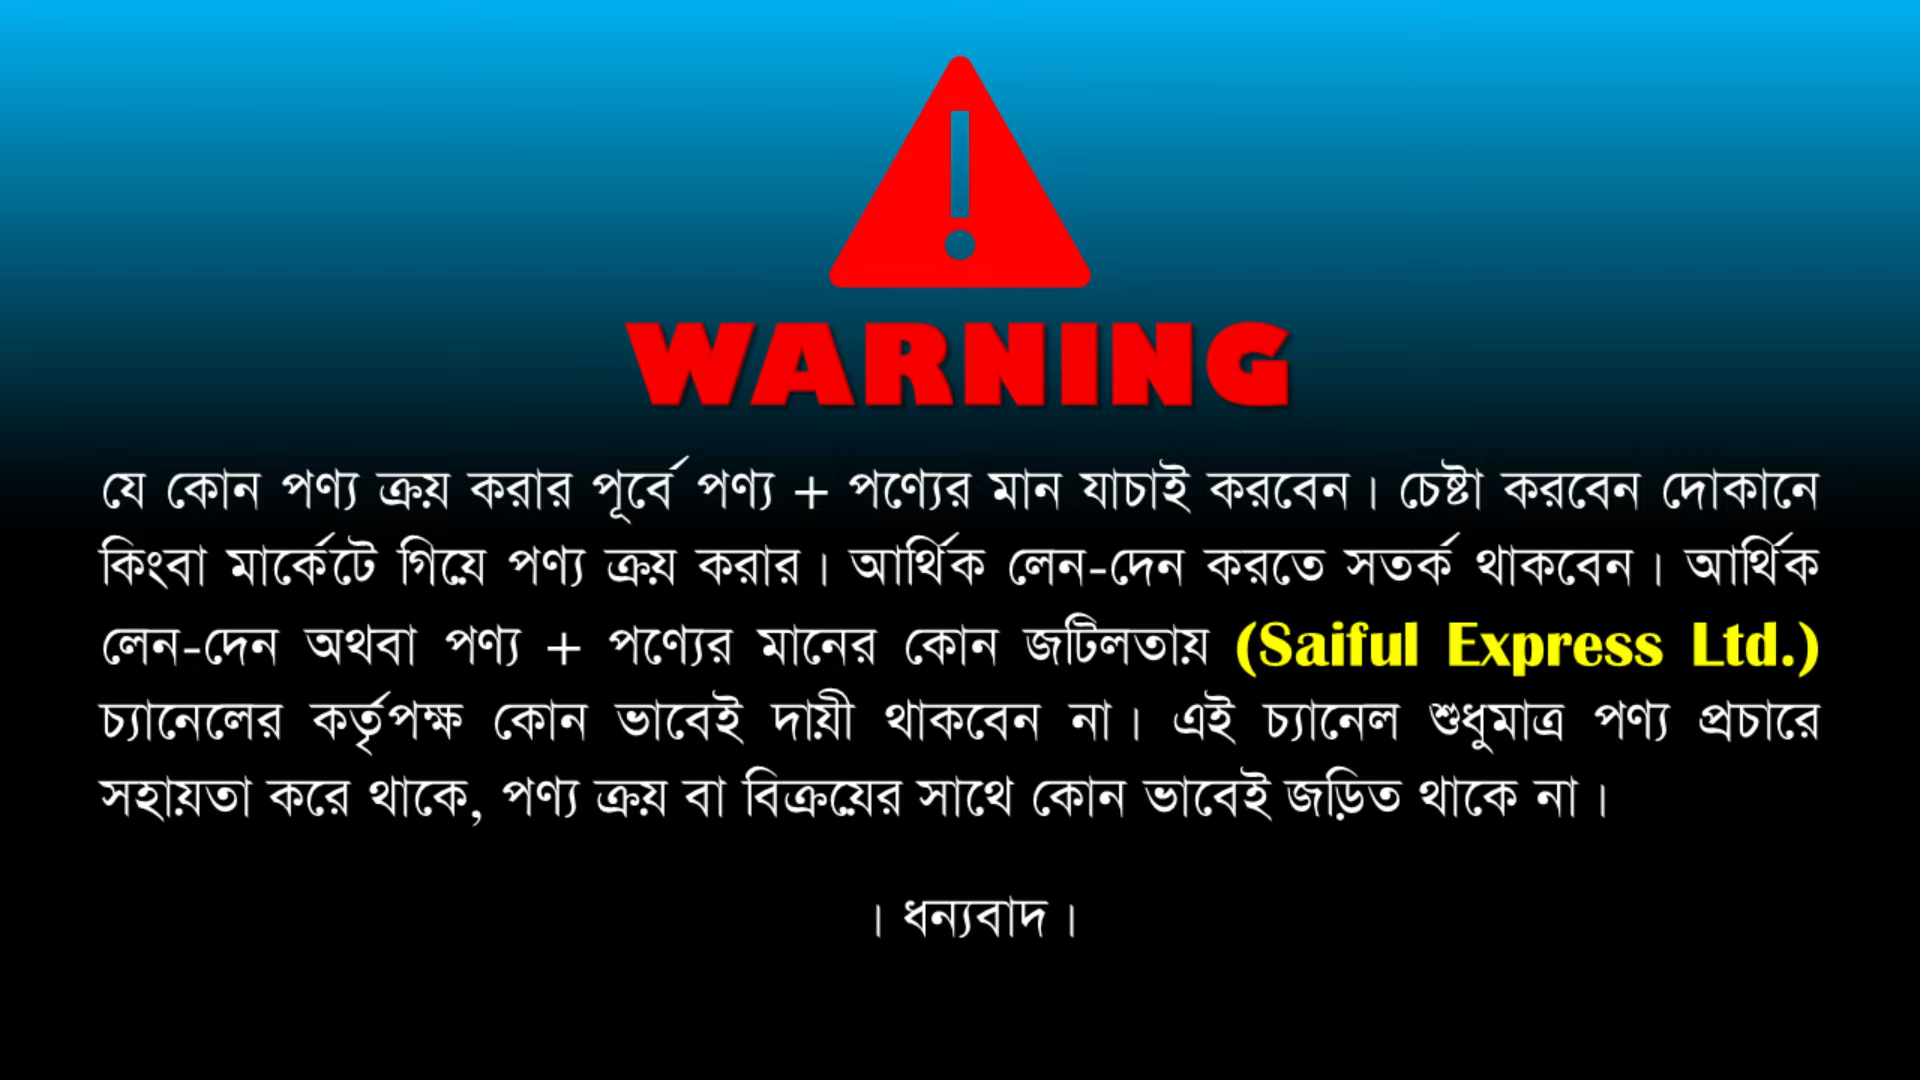 WARNING
যে কোন পণ্য ক্রয় করার পূর্বে পণ্য + পণ্যের মান যাচাই করবেন। চেষ্টা করবেন দোকানে
কিংবা মার্কেটে গিয়ে পণ্য ক্রয় করার। আর্থিক লেন-দেন করতে সতর্ক থাকবেন। আর্থিক
লেন-দেন অথবা পণ্য + পণ্যের মানের কোন জটিলতায় (Saiful Express Ltd.)
চ্যানেলের কর্তৃপক্ষ কোন ভাবেই দায়ী থাকবেন না। এই চ্যানেল শুধুমাত্র পণ্য প্রচারে
সহায়তা করে থাকে, পণ্য ক্রয় বা বিক্রয়ের সাথে কোন ভাবেই জড়িত থাকে না।
। ধন্যবাদ ।